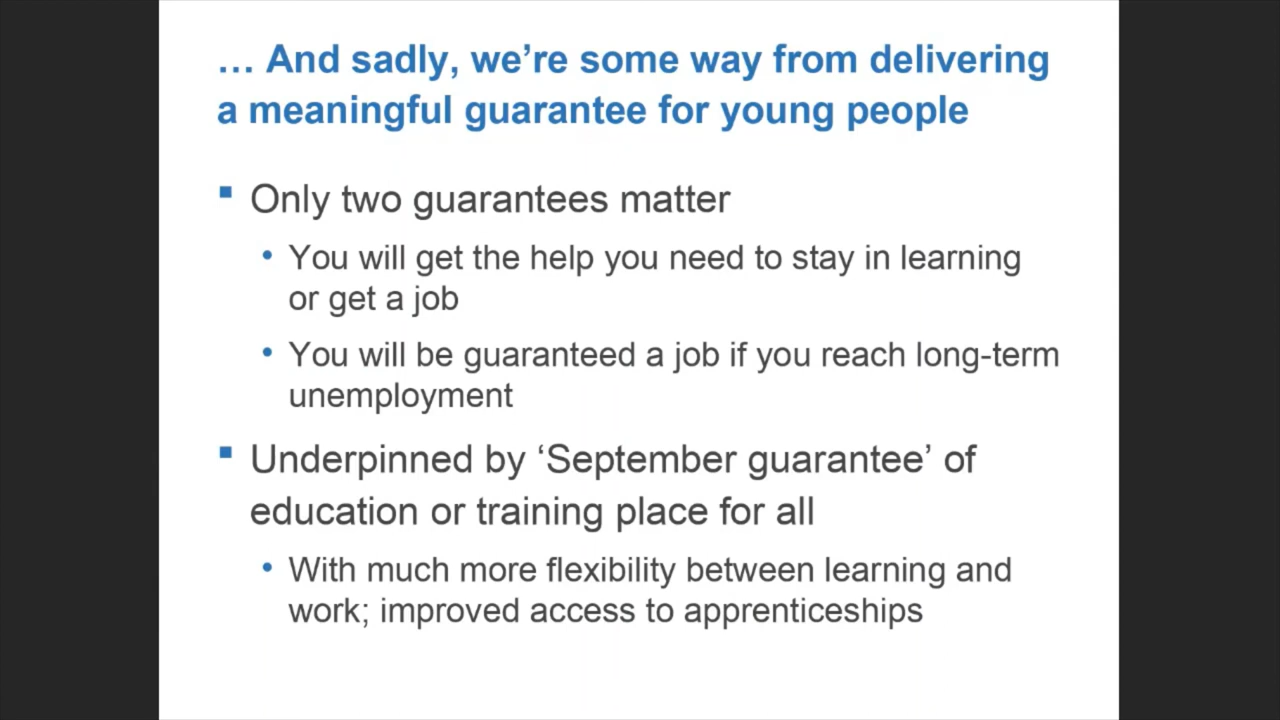 … And sadly, we’re some way from delivering
a meaningful guarantee for young people
▪ Only two guarantees matter
• You will get the help you need to stay in learning
or get a job
• You will be guaranteed a job if you reach long-term
unemployment
▪ Underpinned by ‘September guarantee’ of
education or training place for all
• With much more flexibility between learning and
work; improved access to apprenticeships